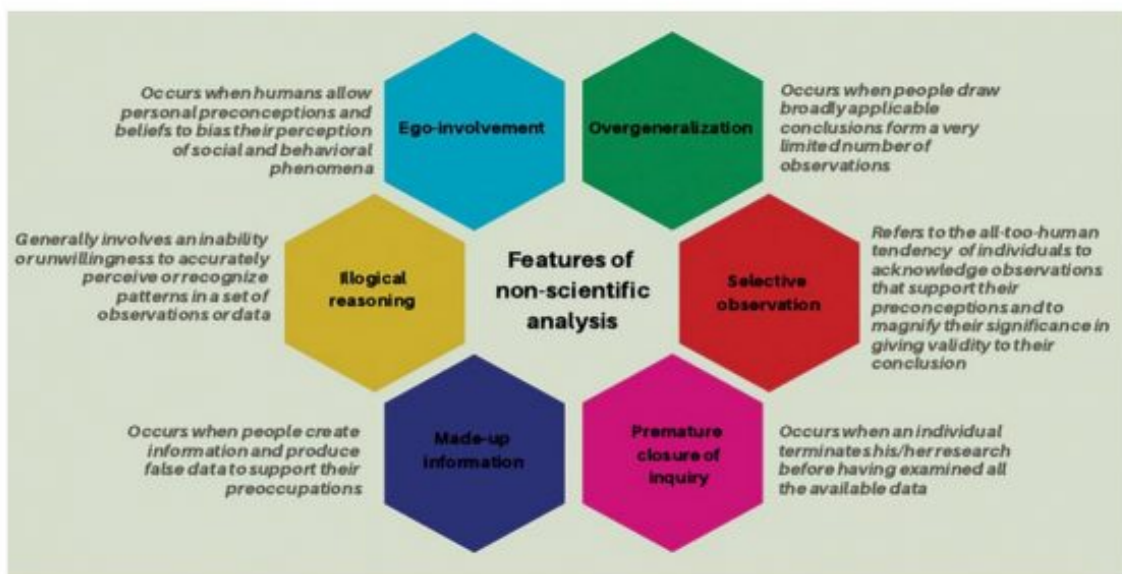 Occurs when humans allow
personal preconceptions and
beliefs to bias their perception
of social and behavioral
phenomena
Ego-involvement
Overgeneralization
Occurs when people draw
broadly applicable
conclusions form a very
limited number of
observations
Generally involves an inability
or unwillingness to accurately
perceive or recognize
patterns in a set of
observations or data
Illogical
reasoning
Features of
non-scientific
analysis
Selective
observation
Refers to the all-too-human
tendency of individuals to
acknowledge observations
that support their
preconceptions and to
magnify their significance in
giving validity to their
conclusion
Occurs when people create
information and produce
false data to support their
preoccupations
Made-up
information
Premature
closure of
inquiry
Occurs when an individual
terminates his/her research
before having examined all
the available data